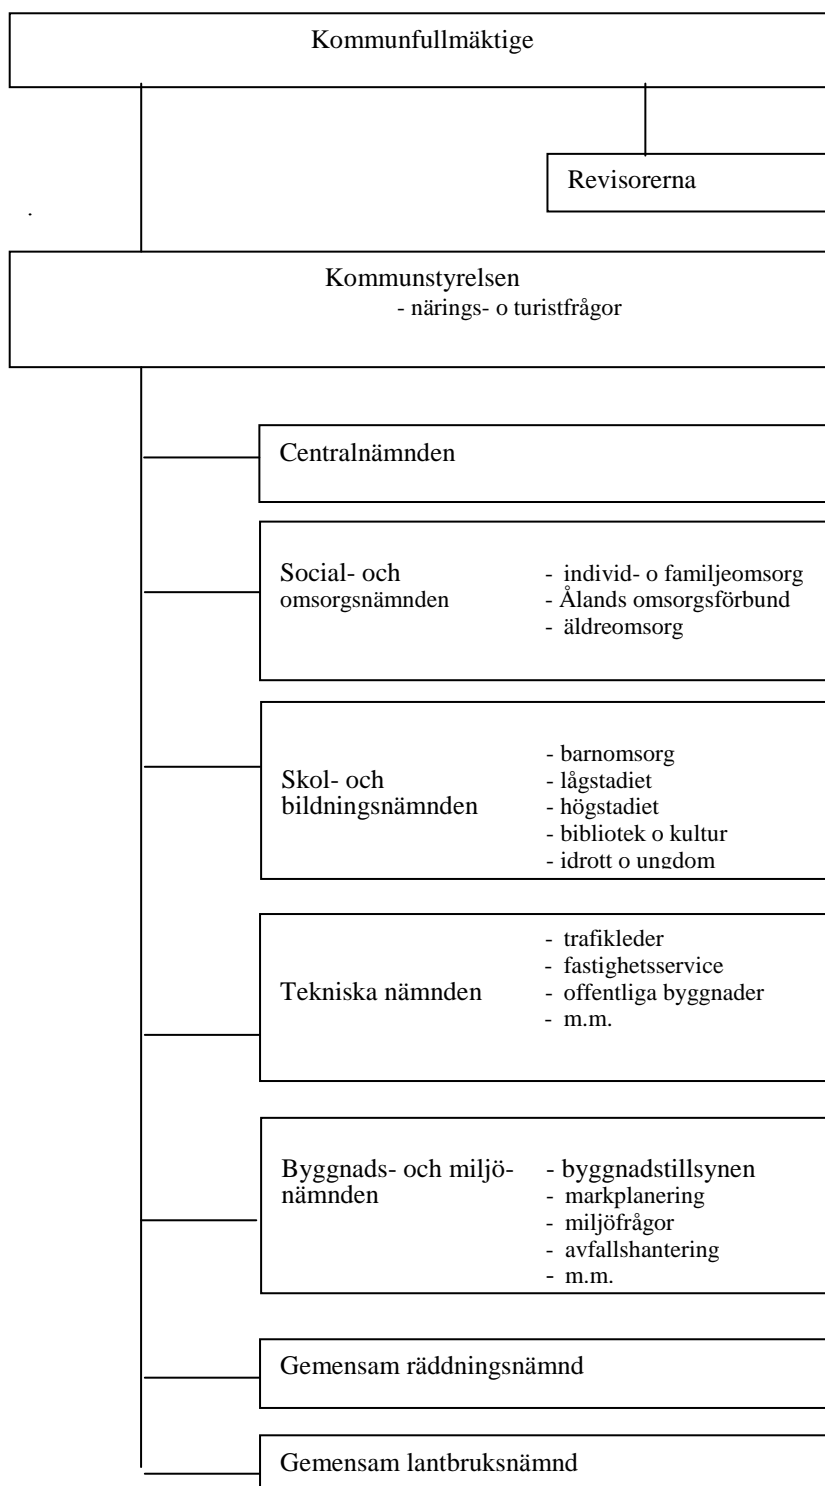 Kommunfullmäktige
Revisorerna
.
Kommunstyrelsen
- närings- o turistfrågor
Centralnämnden
Social- och
omsorgsnämnden
- individ- o familjeomsorg
- Ålands omsorgsförbund
- äldreomsorg
Skol- och
bildningsnämnden
- barnomsorg
- lågstadiet
- högstadiet
- bibliotek o kultur
- idrott o ungdom
Tekniska nämnden
- trafikleder
- fastighetsservice
- offentliga byggnader
- m.m.
Byggnads- och miljö-
nämnden
- byggnadstillsynen
- markplanering
- miljöfrågor
- avfallshantering
- m.m.
Gemensam räddningsnämnd
Gemensam lantbruksnämnd